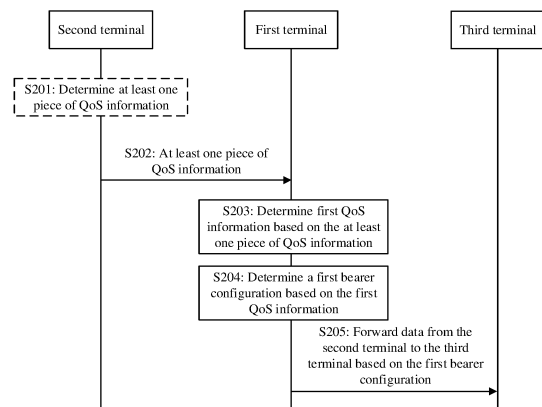 Second terminal
First terminal
Third terminal
S201: Determine at least one
piece of QoS information
S202: At least one piece of
QoS information
S203: Determine first QoS
information based on the at least
one piece of QoS information
S204: Determine a first bearer
configuration based on the first
QoS information
S205: Forward data from the
second terminal to the third
terminal based on the first bearer
configuration